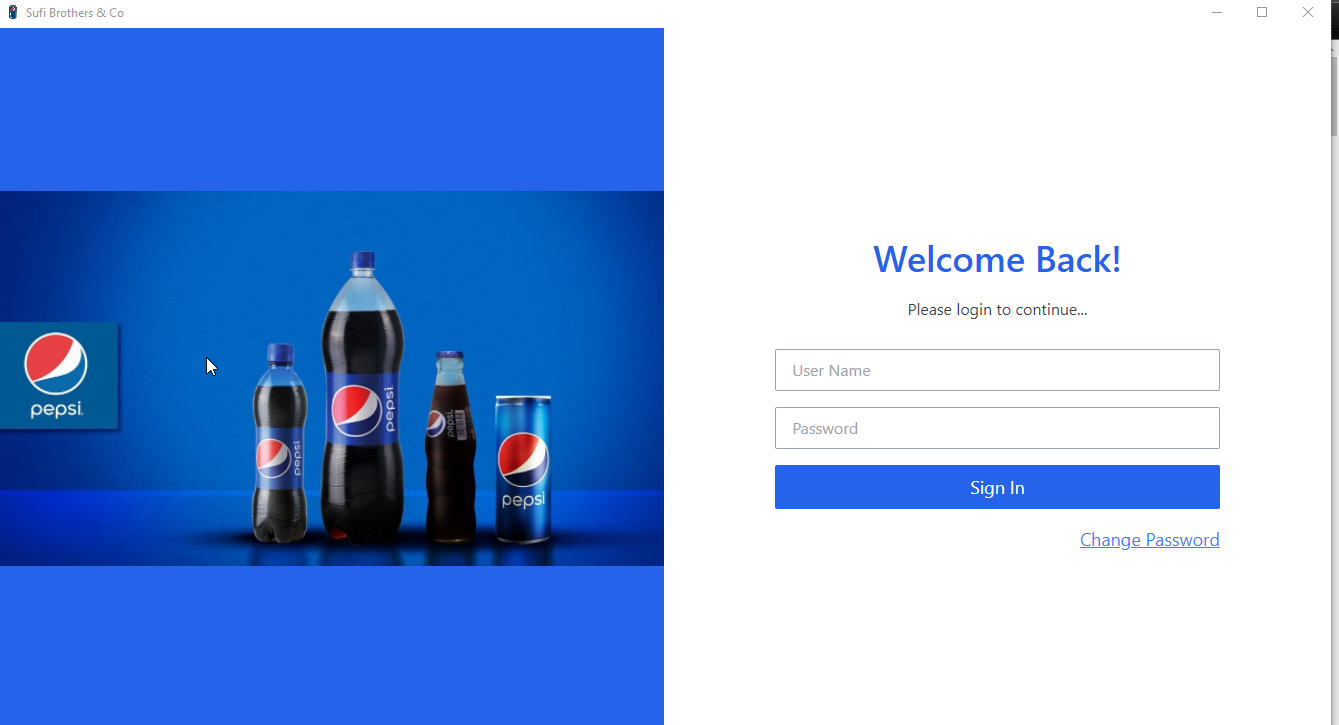 Sufi Brothers & Co
pepsi
pepsi
pepsi
pepsi
pepsi
Welcome Back!
Please login to continue...
User Name
Password
Sign In
Change Password